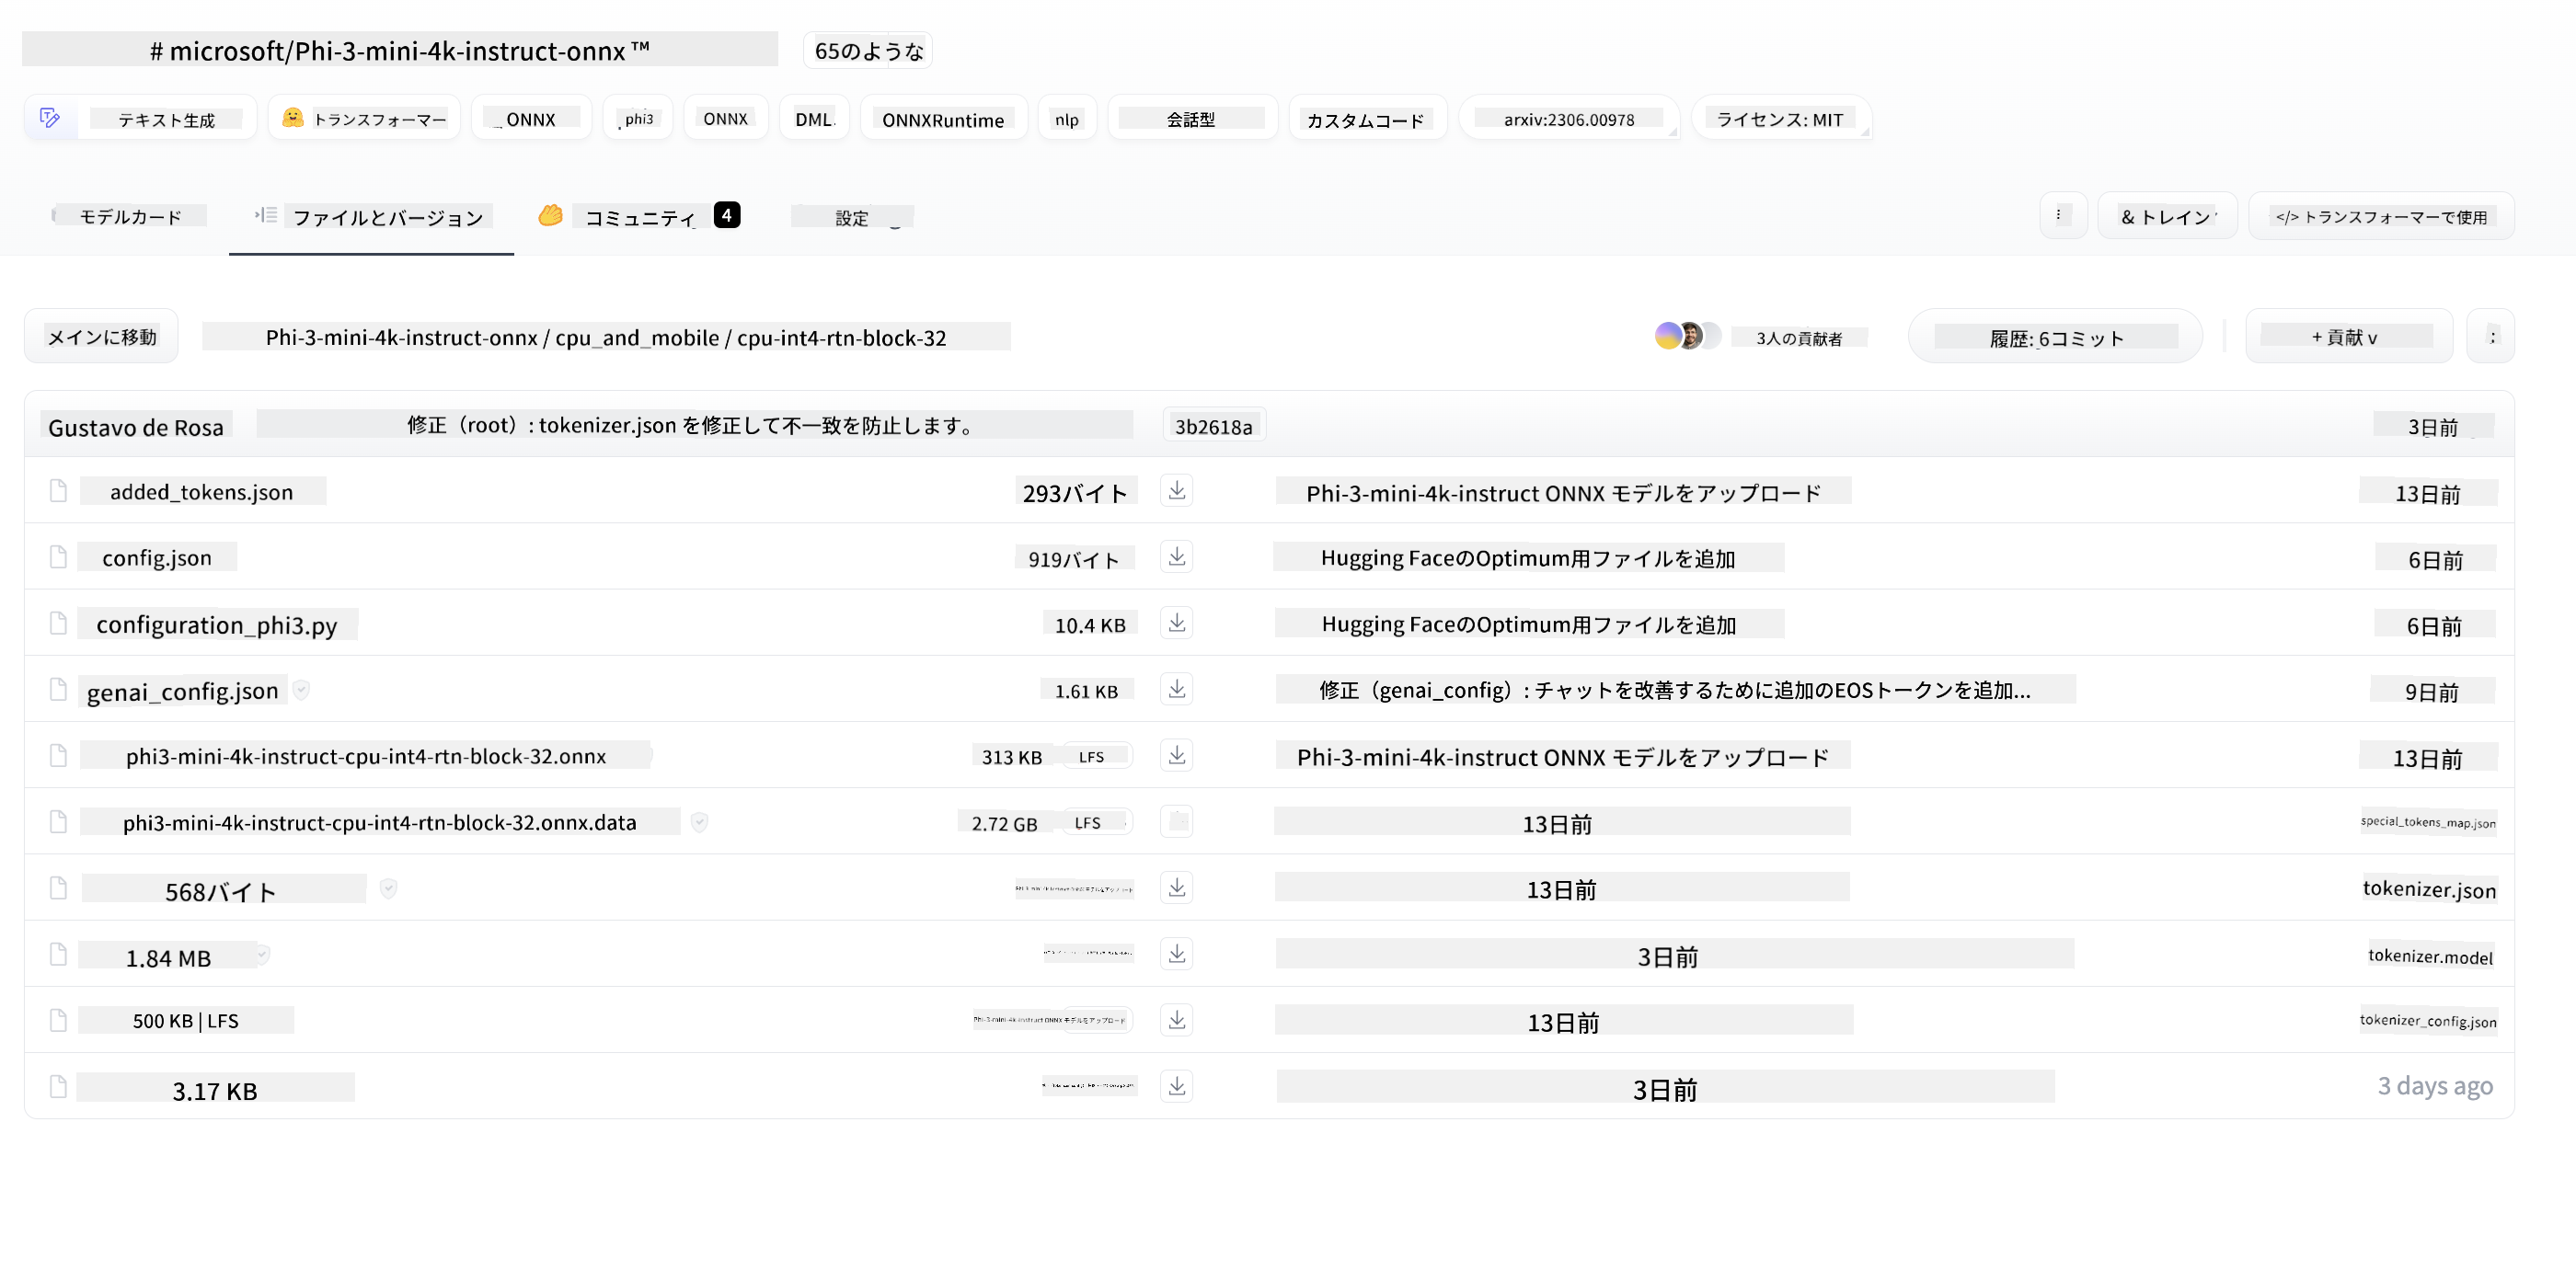 # microsoft/Phi-3-mini-4k-instruct-onnx ™ 65のような
テキスト生成 トランスフォーマー ONNX phi3 ONNX DML ONNXRuntime nlp 会話型 カスタムコード arxiv:2306.00978 ライセンス: MIT
モデルカード ファイルとバージョン コミュニティ 4 設定 ⋮ & トレイン </> トランスフォーマーで使用
メインに移動 Phi-3-mini-4k-instruct-onnx / cpu_and_mobile / cpu-int4-rtn-block-32 3人の貢献者 履歴: 6コミット + 貢献 v :
Gustavo de Rosa 修正（root）: tokenizer.json を修正して不一致を防止します。 3b2618a 3日前
added_tokens.json 293バイト Phi-3-mini-4k-instruct ONNX モデルをアップロード 13日前
config.json 919バイト Hugging FaceのOptimum用ファイルを追加 6日前
configuration_phi3.py 10.4 KB Hugging FaceのOptimum用ファイルを追加 6日前
genai_config.json 1.61 KB 修正（genai_config）: チャットを改善するために追加のEOSトークンを追加... 9日前
phi3-mini-4k-instruct-cpu-int4-rtn-block-32.onnx 313 KB LFS Phi-3-mini-4k-instruct ONNX モデルをアップロード 13日前
phi3-mini-4k-instruct-cpu-int4-rtn-block-32.onnx.data 2.72 GB LFS 13日前 special_tokens_map.json
568バイト 13日前 tokenizer.json
1.84 MB 3日前 tokenizer.model
500 KB | LFS Phi-3-mini-4k-instruct ONNX モデルをアップロード 13日前 tokenizer_config.json
3.17 KB 3日前 3 days ago